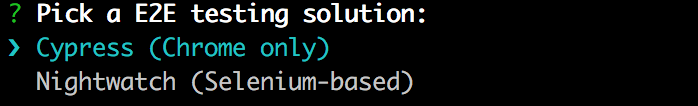 ? Pick a E2E testing solution:
❯ Cypress (Chrome only)
Nightwatch (Selenium-based)